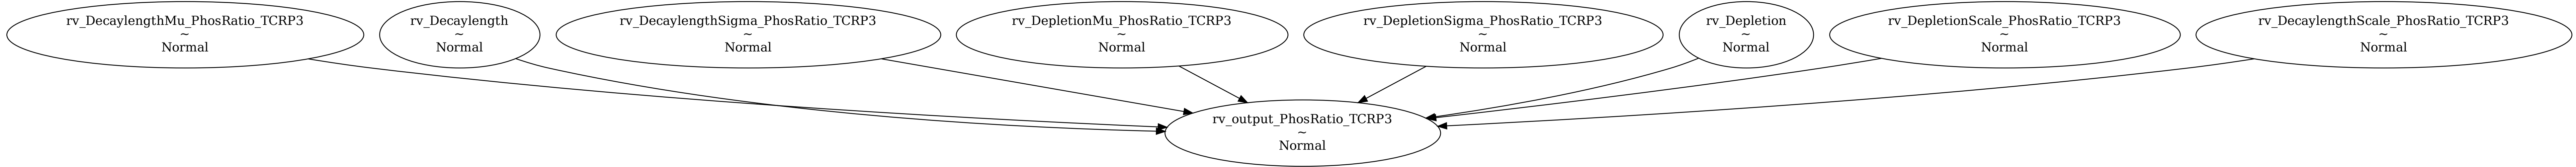 rv_DecaylengthMu_PhosRatio_TCRP3
~
Normal
rv_Decaylength
~
Normal
rv_DecaylengthSigma_PhosRatio_TCRP3
~
Normal
rv_DepletionMu_PhosRatio_TCRP3
~
Normal
rv_DepletionSigma_PhosRatio_TCRP3
~
Normal
rv_Depletion
~
Normal
rv_DepletionScale_PhosRatio_TCRP3
~
Normal
rv_DecaylengthScale_PhosRatio_TCRP3
~
Normal
rv_output_PhosRatio_TCRP3
~
Normal